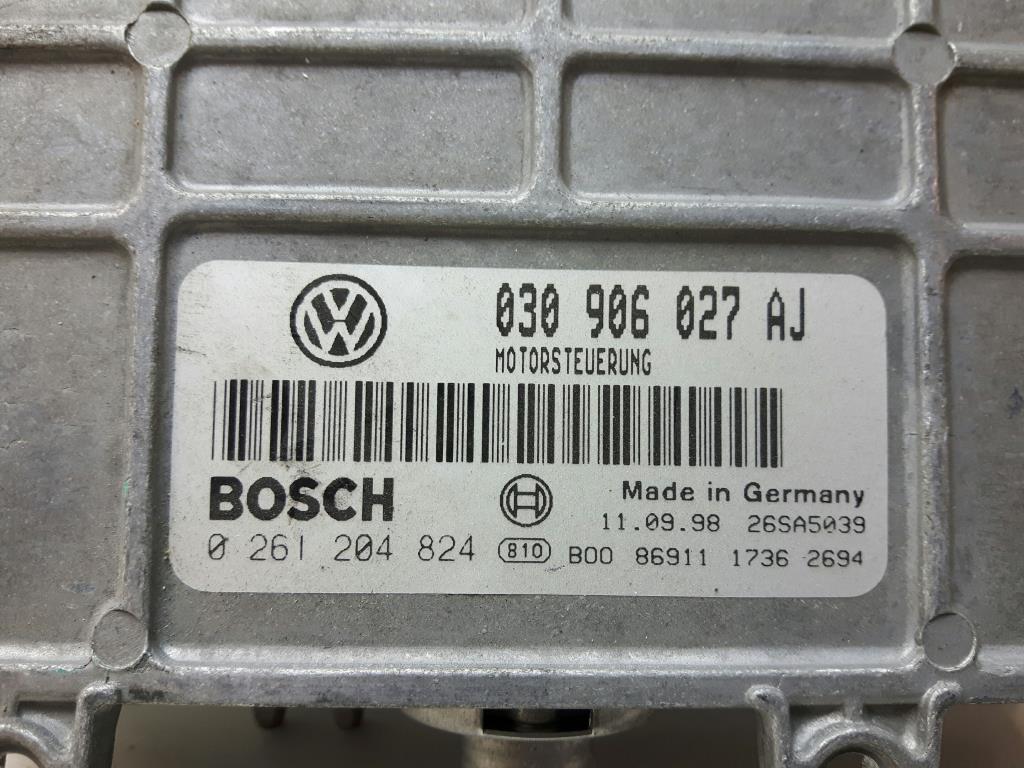 030 906 027 AJ
MOTORSTEUERUNG
BOSCH
Made in Germany
11.09.98 26SA5039
0 261 204 824 810 B00 86911 1736 2694